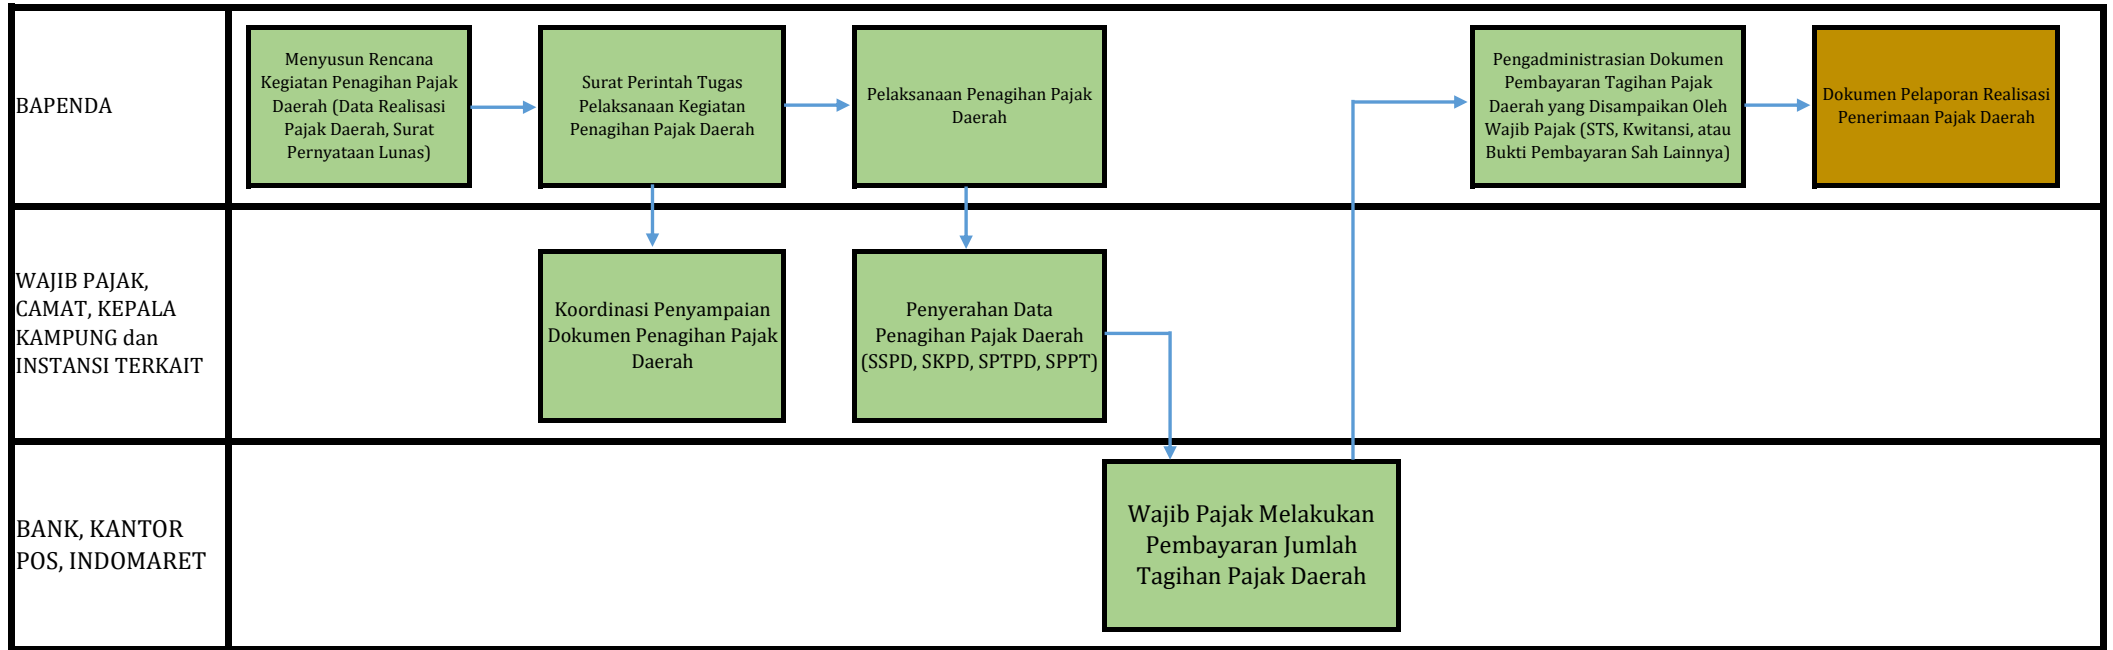 BAPENDA
Menyusun Rencana
Kegiatan Penagihan Pajak
Daerah (Data Realisasi
Pajak Daerah, Surat
Pernyataan Lunas)
Surat Perintah Tugas
Pelaksanaan Kegiatan
Penagihan Pajak Daerah
Pelaksanaan Penagihan Pajak
Daerah
Pengadministrasian Dokumen
Pembayaran Tagihan Pajak
Daerah yang Disampaikan Oleh
Wajib Pajak (STS, Kwitansi, atau
Bukti Pembayaran Sah Lainnya)
Dokumen Pelaporan Realisasi
Penerimaan Pajak Daerah
WAJIB PAJAK,
CAMAT, KEPALA
KAMPUNG dan
INSTANSI TERKAIT
Koordinasi Penyampaian
Dokumen Penagihan Pajak
Daerah
Penyerahan Data
Penagihan Pajak Daerah
(SSPD, SKPD, SPTPD, SPPT)
BANK, KANTOR
POS, INDOMARET
Wajib Pajak Melakukan
Pembayaran Jumlah
Tagihan Pajak Daerah